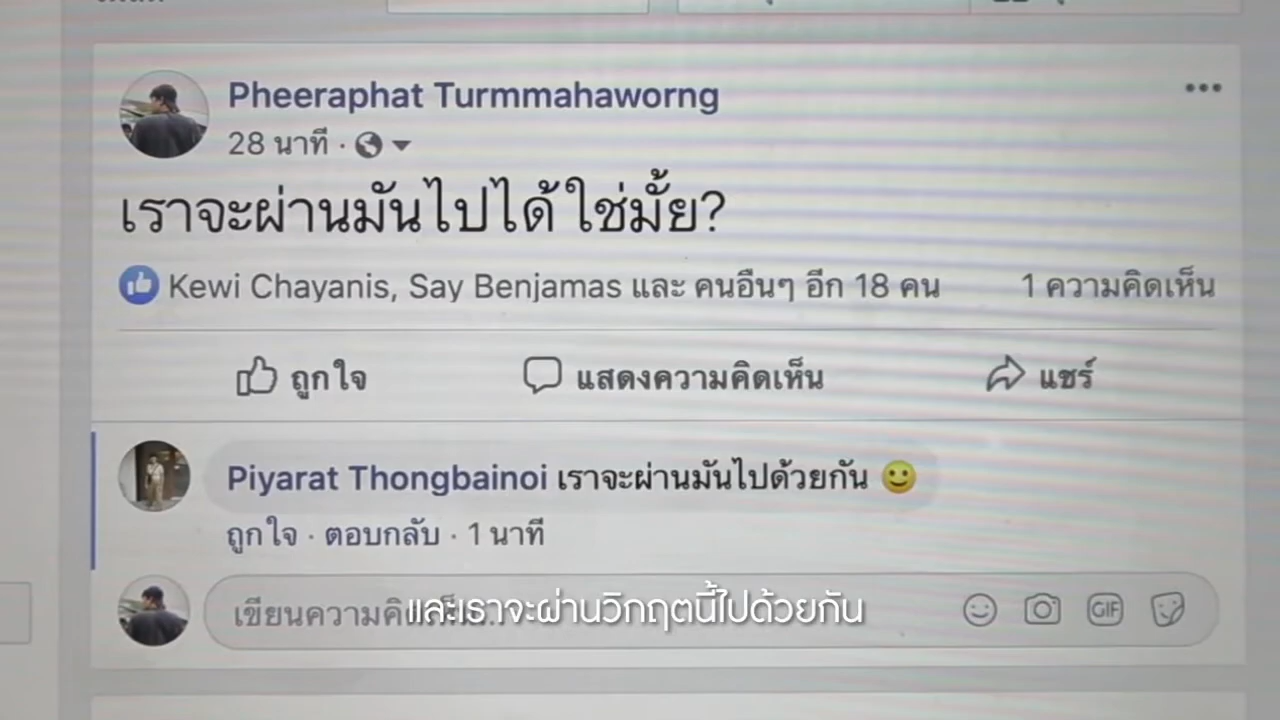 Pheeraphat Turmmahaworng
28 นาที ·
เราจะผ่านมันไปได้ ใช่มั้ย?
Kewi Chayanis, Say Benjamas และ คนอื่นๆ อีก 18 คน 1 ความคิดเห็น
ถูกใจ แสดงความคิดเห็น แชร์
Piyarat Thongbainoi เราจะผ่านมันไปด้วยกัน 🙂
ถูกใจ · ตอบกลับ · 1 นาที
และเราจะผ่านวิกฤตนี้ไปด้วยกัน
GIF